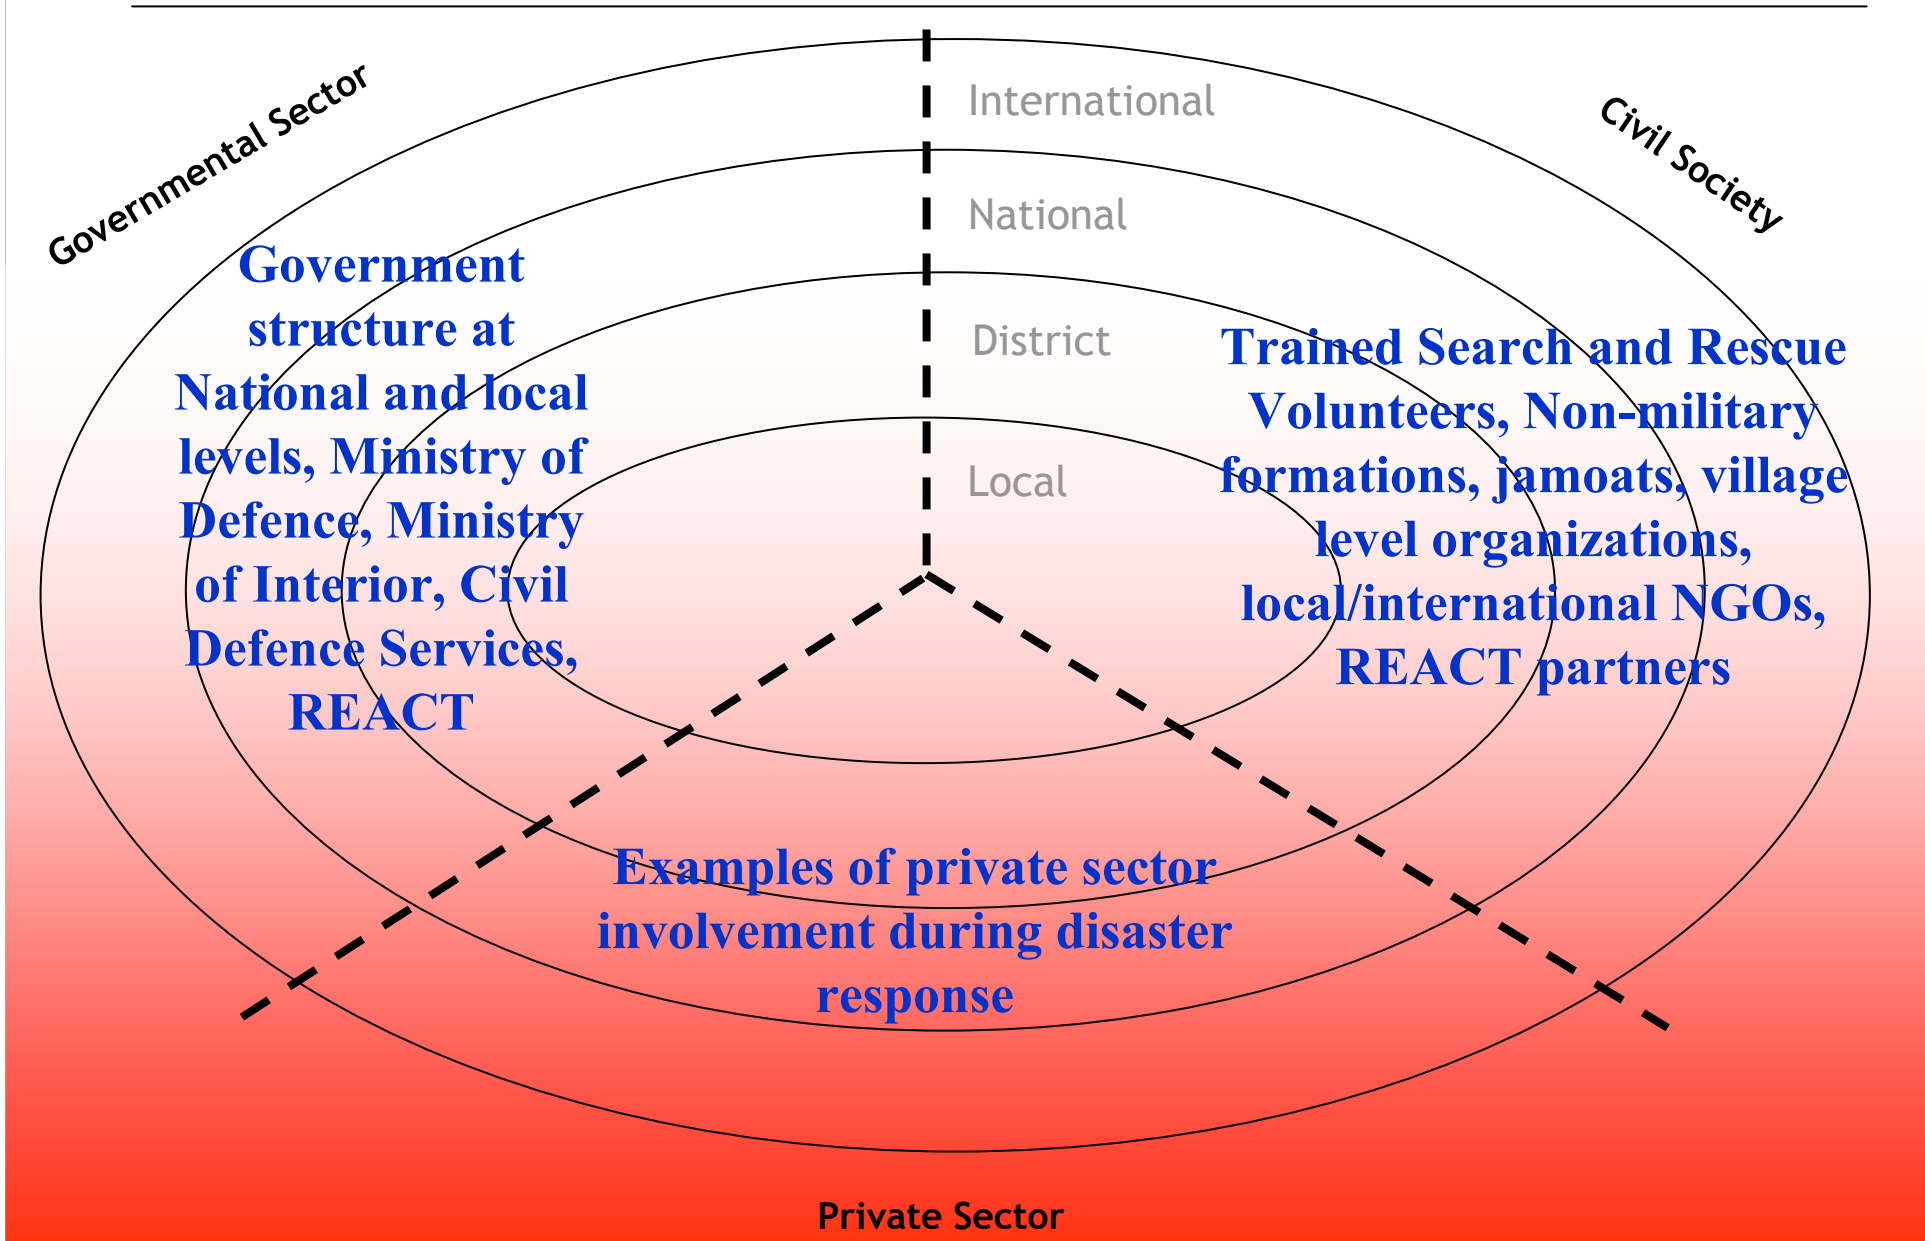 Governmental Sector
Civil Society
International
National
District
Local
Government
structure at
National and local
levels, Ministry of
Defence, Ministry
of Interior, Civil
Defence Services,
REACT
Trained Search and Rescue
Volunteers, Non-military
formations, jamoats, village
level organizations,
local/international NGOs,
REACT partners
Examples of private sector
involvement during disaster
response
Private Sector